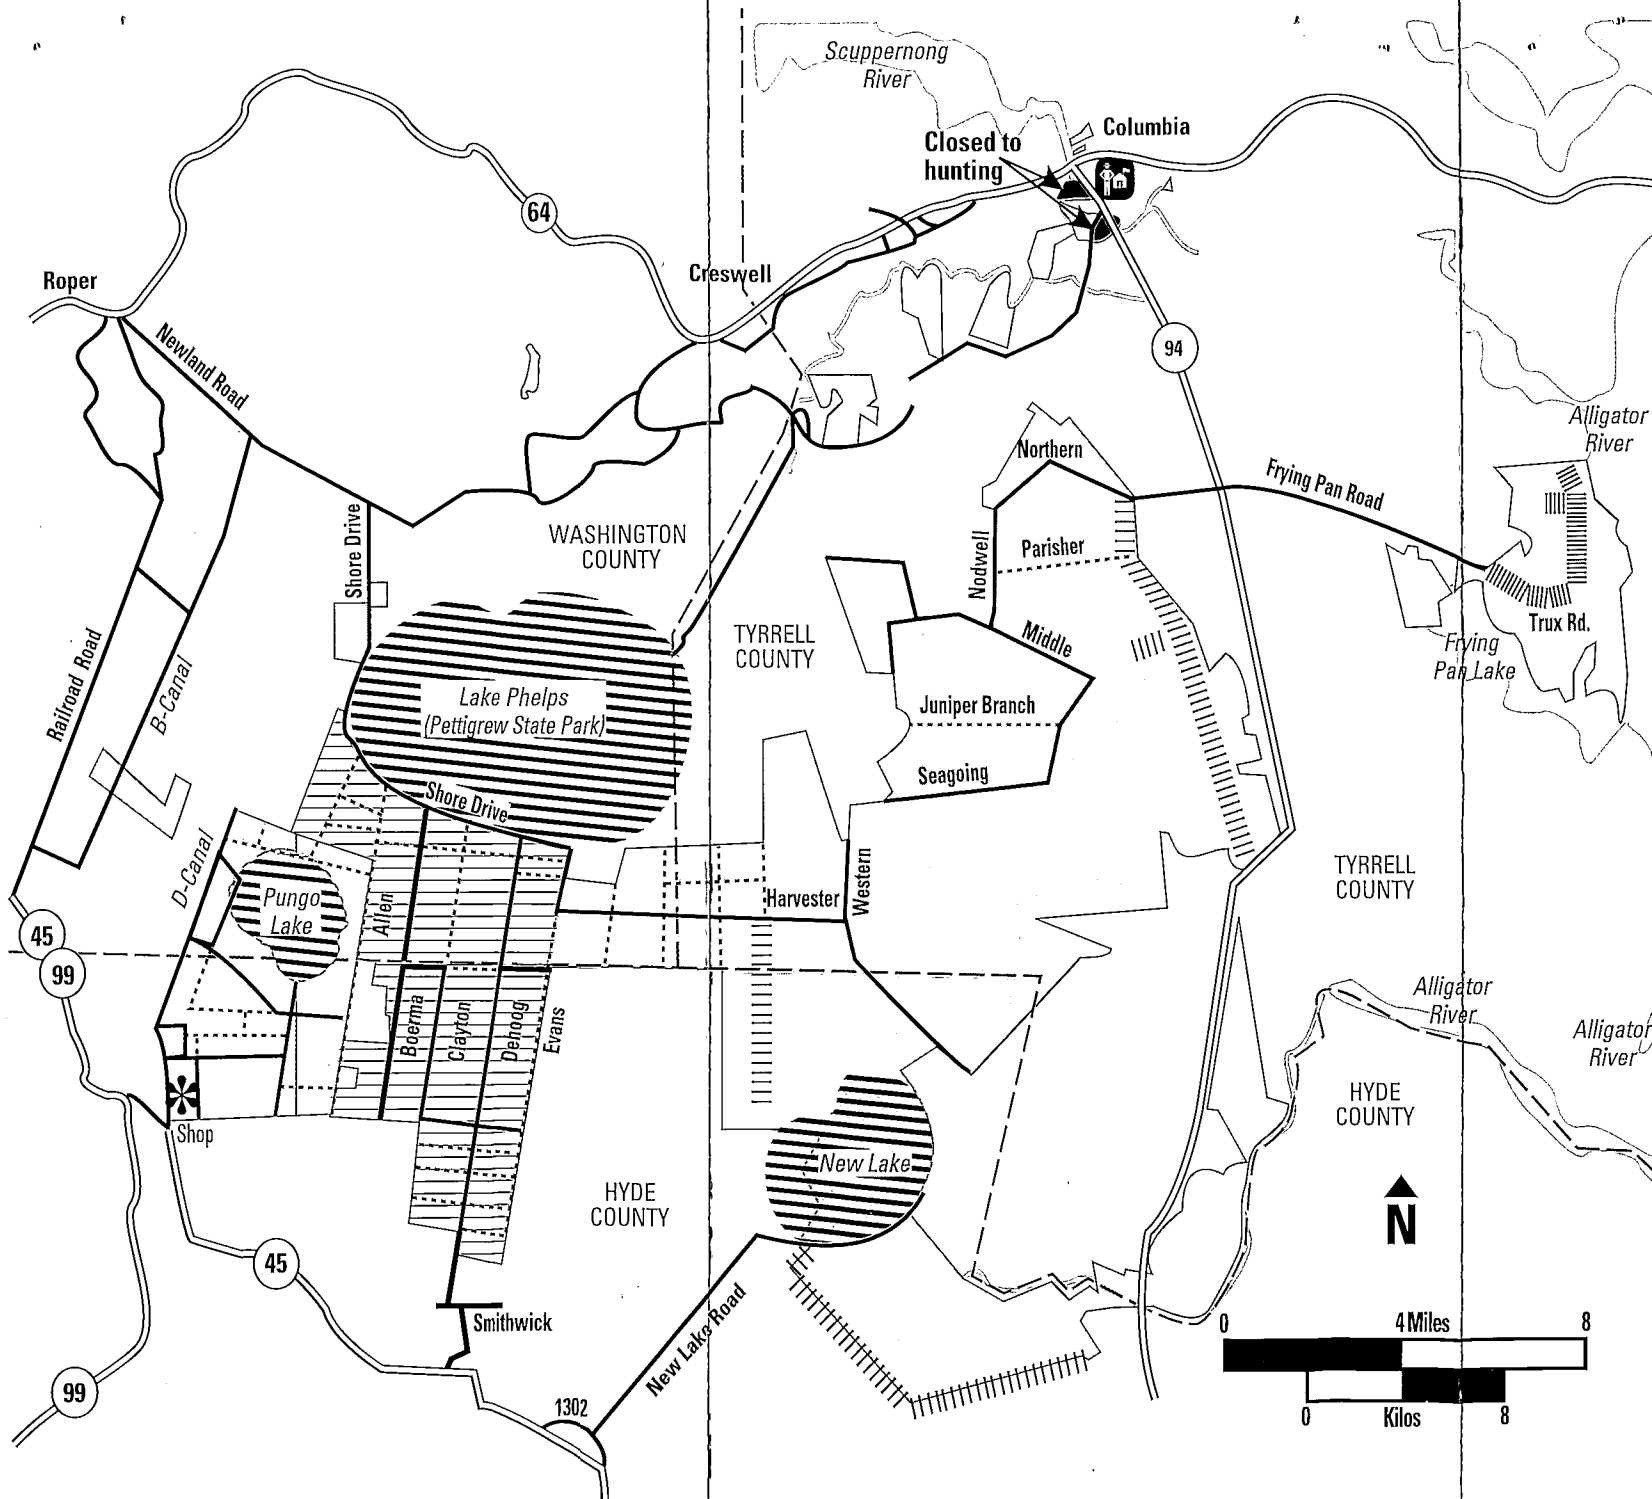 Scuppernong
River
Closed to
hunting
Columbia
64
Creswell
Roper
Newland Road
94
Alligator
River
Northern
Frying Pan Road
Shore Drive
WASHINGTON
COUNTY
Nodwell
Parisher
Trux Rd.
TYRRELL
COUNTY
Middle
Frying
Pan Lake
Railroad Road
B-Canal
Lake Phelps
(Pettigrew State Park)
Juniper Branch
Seagoing
Shore Drive
D-Canal
Pungo
Lake
Allen
Harvester
Western
TYRRELL
COUNTY
45
99
Boerma
Clayton
Denoog
Evans
Alligator
River
Alligator
River
HYDE
COUNTY
Shop
New Lake
HYDE
COUNTY
N
45
Smithwick
New Lake Road
0 4 Miles 8
0 Kilos 8
99
1302